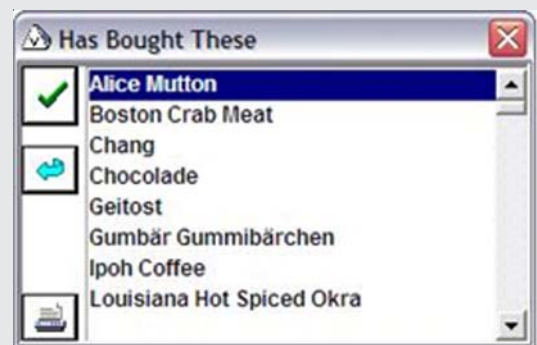 Has Bought These
Alice Mutton
Boston Crab Meat
Chang
Chocolade
Geitost
Gumbär Gummibärchen
Ipoh Coffee
Louisiana Hot Spiced Okra